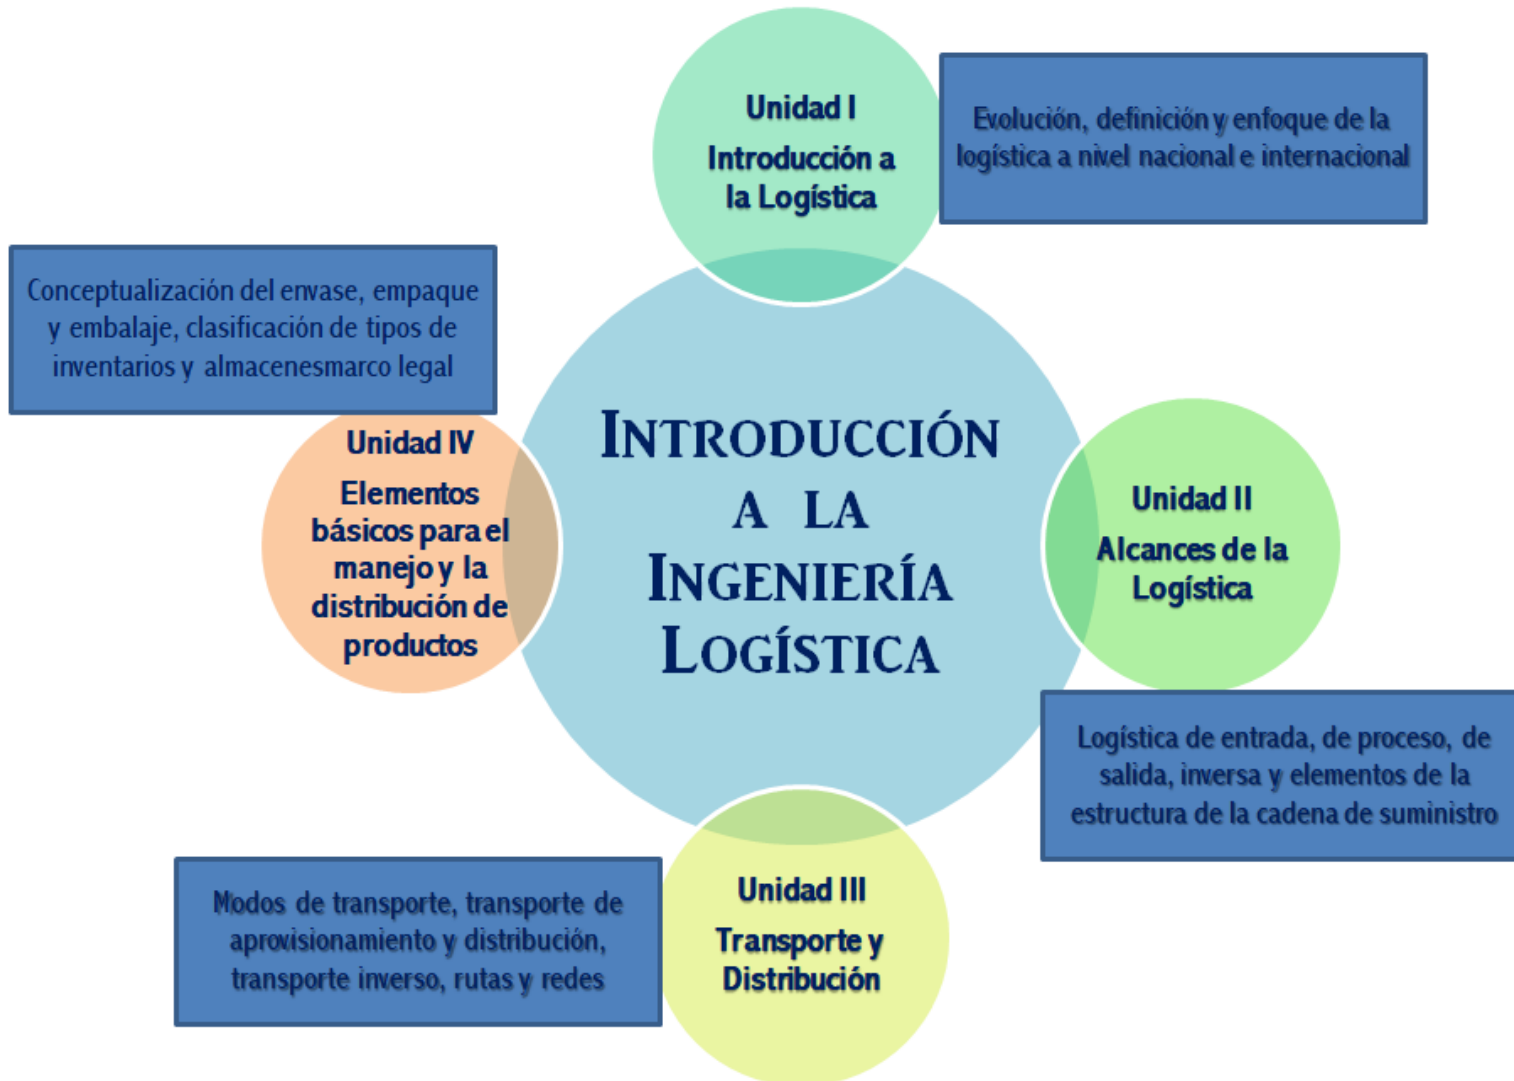 Unidad I
Introducción a
la Logística
Evolución, definición y enfoque de la
logística a nivel nacional e internacional
Conceptualización del envase, empaque
y embalaje, clasificación de tipos de
inventarios y almacenesmarco legal
Unidad IV
Elementos
básicos para el
manejo y la
distribución de
productos
INTRODUCCIÓN
A LA
INGENIERÍA
LOGÍSTICA
Unidad II
Alcances de la
Logística
Logística de entrada, de proceso, de
salida, inversa y elementos de la
estructura de la cadena de suministro
Modos de transporte, transporte de
aprovisionamiento y distribución,
transporte inverso, rutas y redes
Unidad III
Transporte y
Distribución